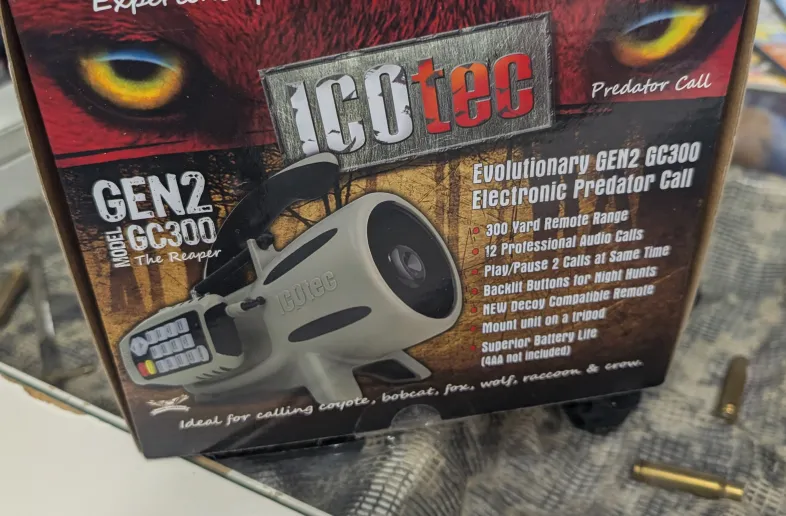 ICOtec
Predator Call
GEN2
MODEL GC300
The Reaper
Evolutionary GEN2 GC300
Electronic Predator Call
300 Yard Remote Range
12 Professional Audio Calls
Play/Pause 2 Calls at Same Time
Backlit Buttons for Night Hunts
NEW Decoy Compatible Remote
Mount unit on a tripod
Superior Battery Life
(4AA not included)
ICOtec
Ideal for calling coyote, bobcat, fox, wolf, raccoon & crow.